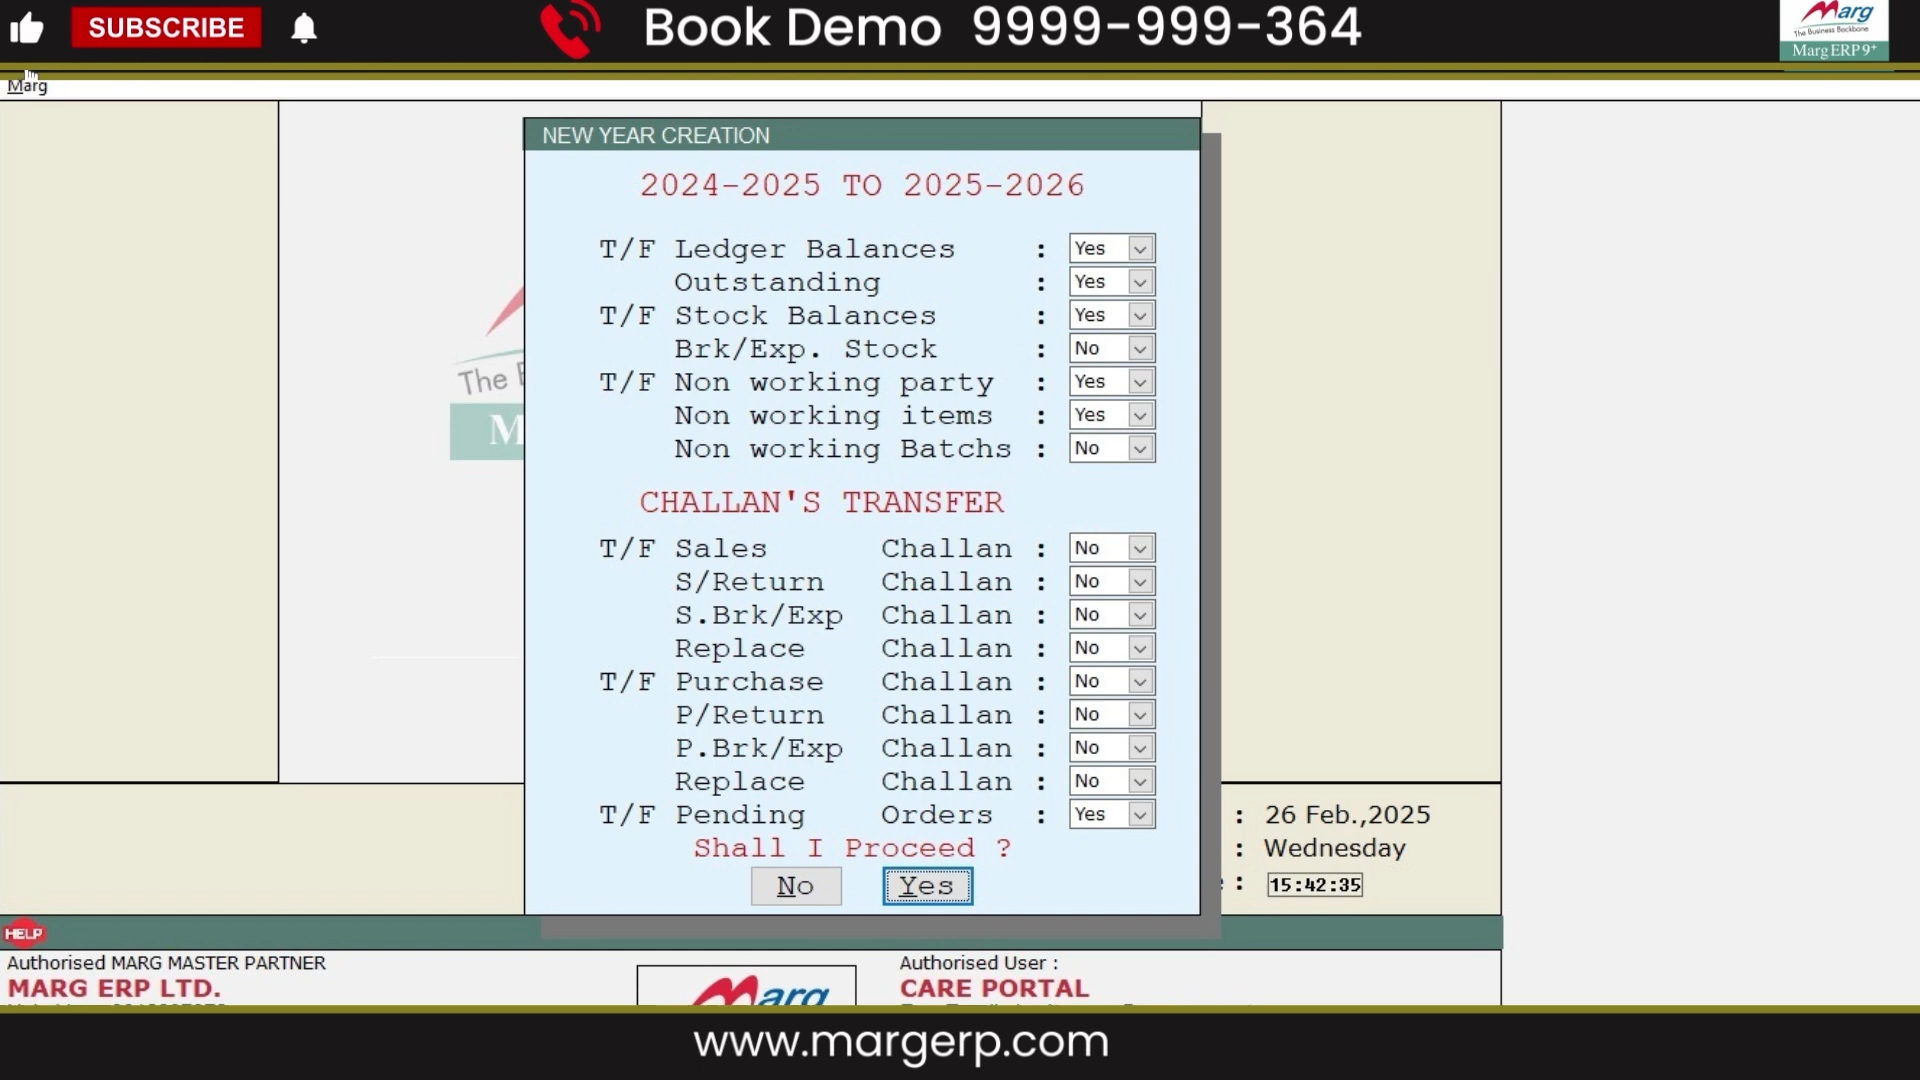 SUBSCRIBE
Book Demo 9999-999-364
Marg
The Business Backbone
Marg ERP 9+
Marg
NEW YEAR CREATION
2024-2025 TO 2025-2026
T/F Ledger Balances : Yes
Outstanding : Yes
T/F Stock Balances : Yes
Brk/Exp. Stock : No
T/F Non working party : Yes
Non working items : Yes
Non working Batchs : No
The
M
CHALLAN'S TRANSFER
T/F Sales Challan : No
S/Return Challan : No
S.Brk/Exp Challan : No
Replace Challan : No
T/F Purchase Challan : No
P/Return Challan : No
P.Brk/Exp Challan : No
Replace Challan : No
T/F Pending Orders : Yes
Shall I Proceed ?
No Yes
: 26 Feb.,2025
: Wednesday
: 15:42:35
HELP
Authorised MARG MASTER PARTNER
MARG ERP LTD.
Marg
Authorised User :
CARE PORTAL
www.margerp.com